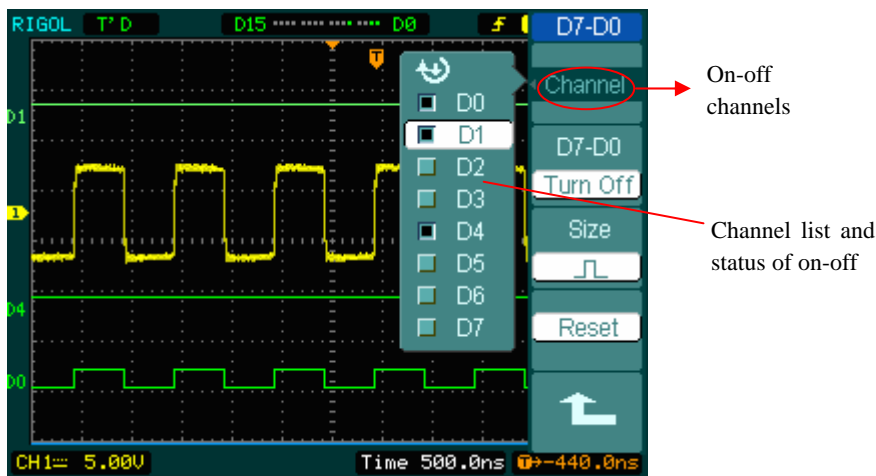 RIGOL T'D D15 D0 D7-D0
Channel
D0
D1
D2
D3
D4
D5
D6
D7
D7-D0
Turn Off
Size
Reset
D1
1
D4
D0
T
CH1 5.00V Time 500.0ns T→-440.0ns
On-off
channels
Channel list and
status of on-off